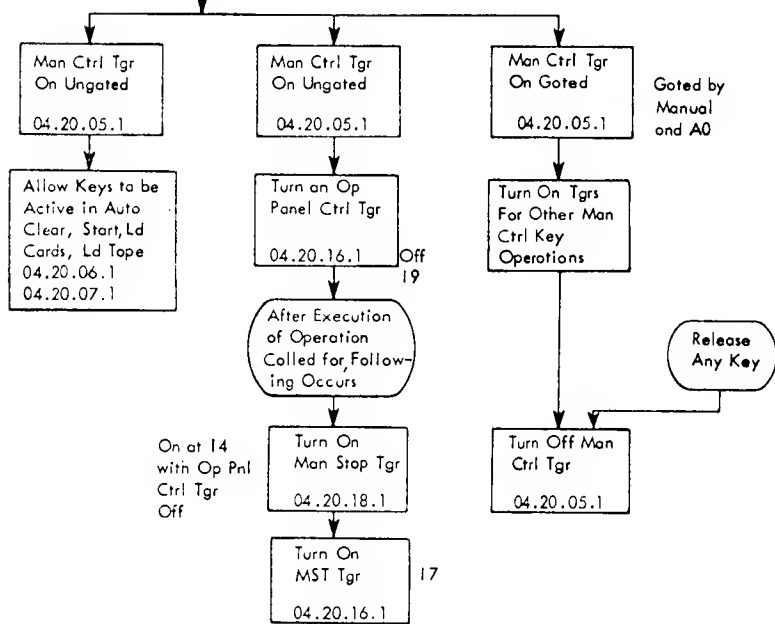 Man Ctrl Tgr
On Ungated
04.20.05.1
Allow Keys to be
Active in Auto
Clear, Start, Ld
Cards, Ld Tope
04.20.06.1
04.20.07.1
Man Ctrl Tgr
On Ungated
04.20.05.1
Turn an Op
Panel Ctrl Tgr
04.20.16.1
Off
19
After Execution
of Operation
Colled for, Follow-
ing Occurs
On at 14
with Op Pnl
Ctrl Tgr
Off
Turn On
Man Stop Tgr
04.20.18.1
Turn On
MST Tgr
04.20.16.1
17
Man Ctrl Tgr
On Goted
04.20.05.1
Goted by
Manual
ond A0
Turn On Tgrs
For Other Man
Ctrl Key
Operotions
Release
Any Key
Turn Off Man
Ctrl Tgr
04.20.05.1